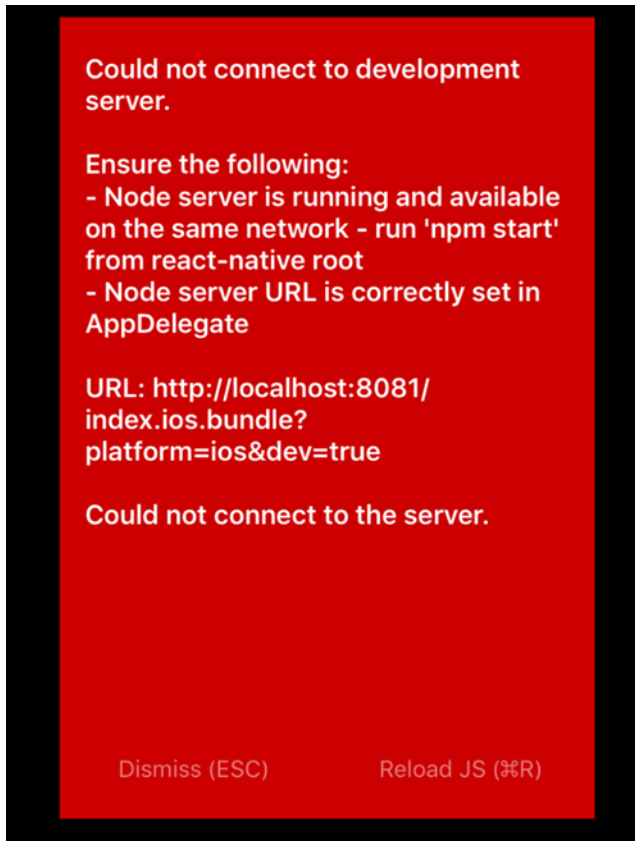 Could not connect to development
server.
Ensure the following:
- Node server is running and available
on the same network - run 'npm start'
from react-native root
- Node server URL is correctly set in
AppDelegate
URL: http://localhost:8081/
index.ios.bundle?
platform=ios&dev=true
Could not connect to the server.
Dismiss (ESC) Reload JS (⌘R)